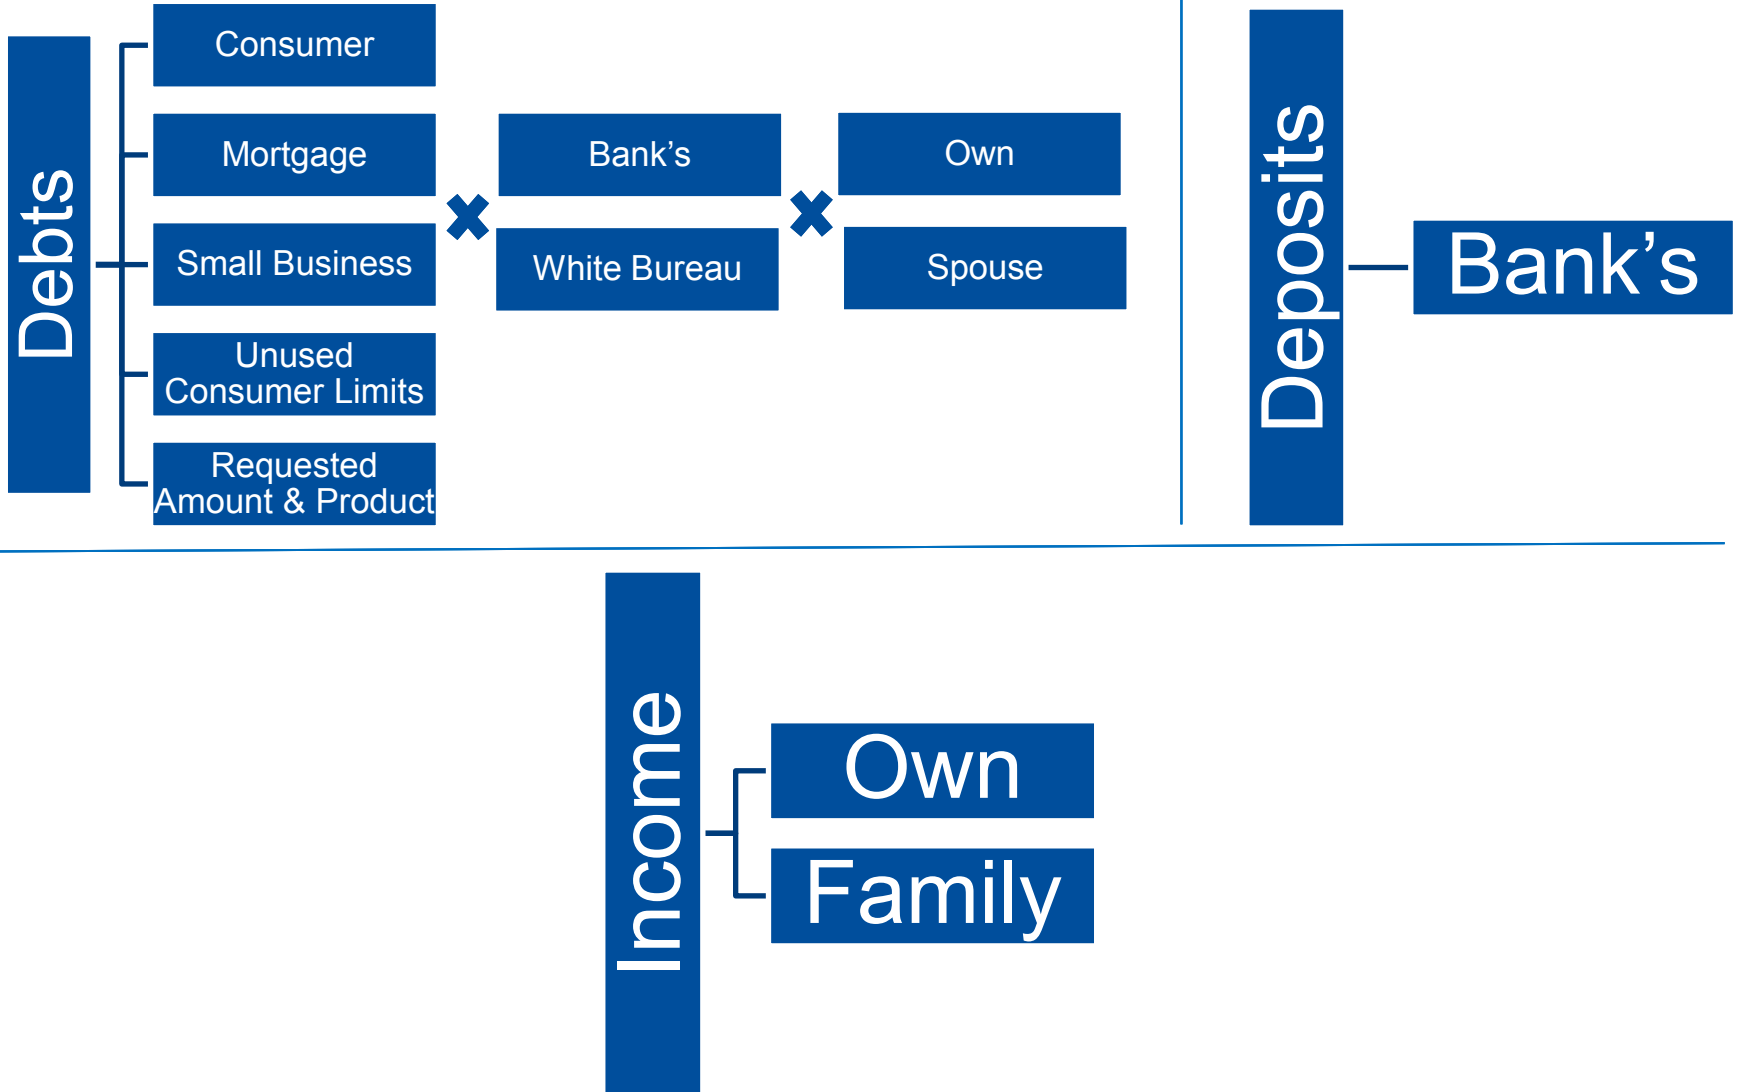 Debts
Consumer
Mortgage
Small Business
Unused
Consumer Limits
Requested
Amount & Product
Bank’s
White Bureau
Own
Spouse
Deposits
Bank’s
Income
Own
Family